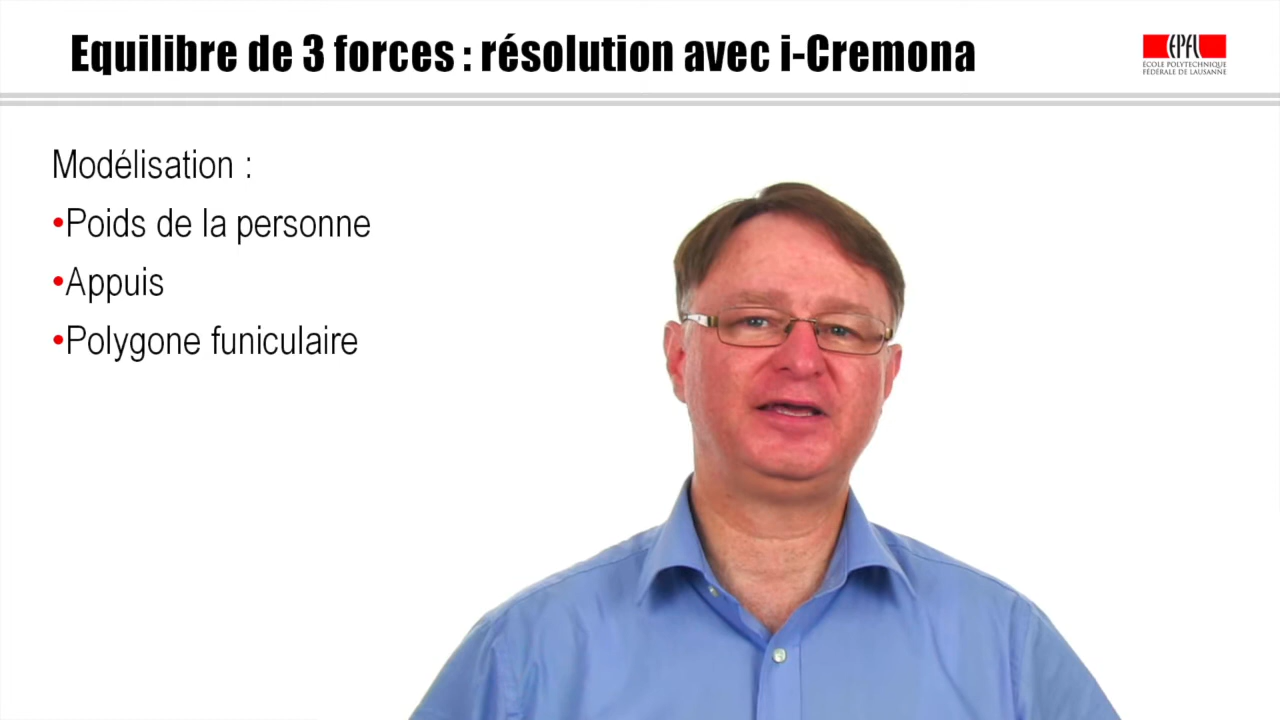 Equilibre de 3 forces : résolution avec i-Cremona
EPFL
ÉCOLE POLYTECHNIQUE
FÉDÉRALE DE LAUSANNE
Modélisation :
•Poids de la personne
•Appuis
•Polygone funiculaire